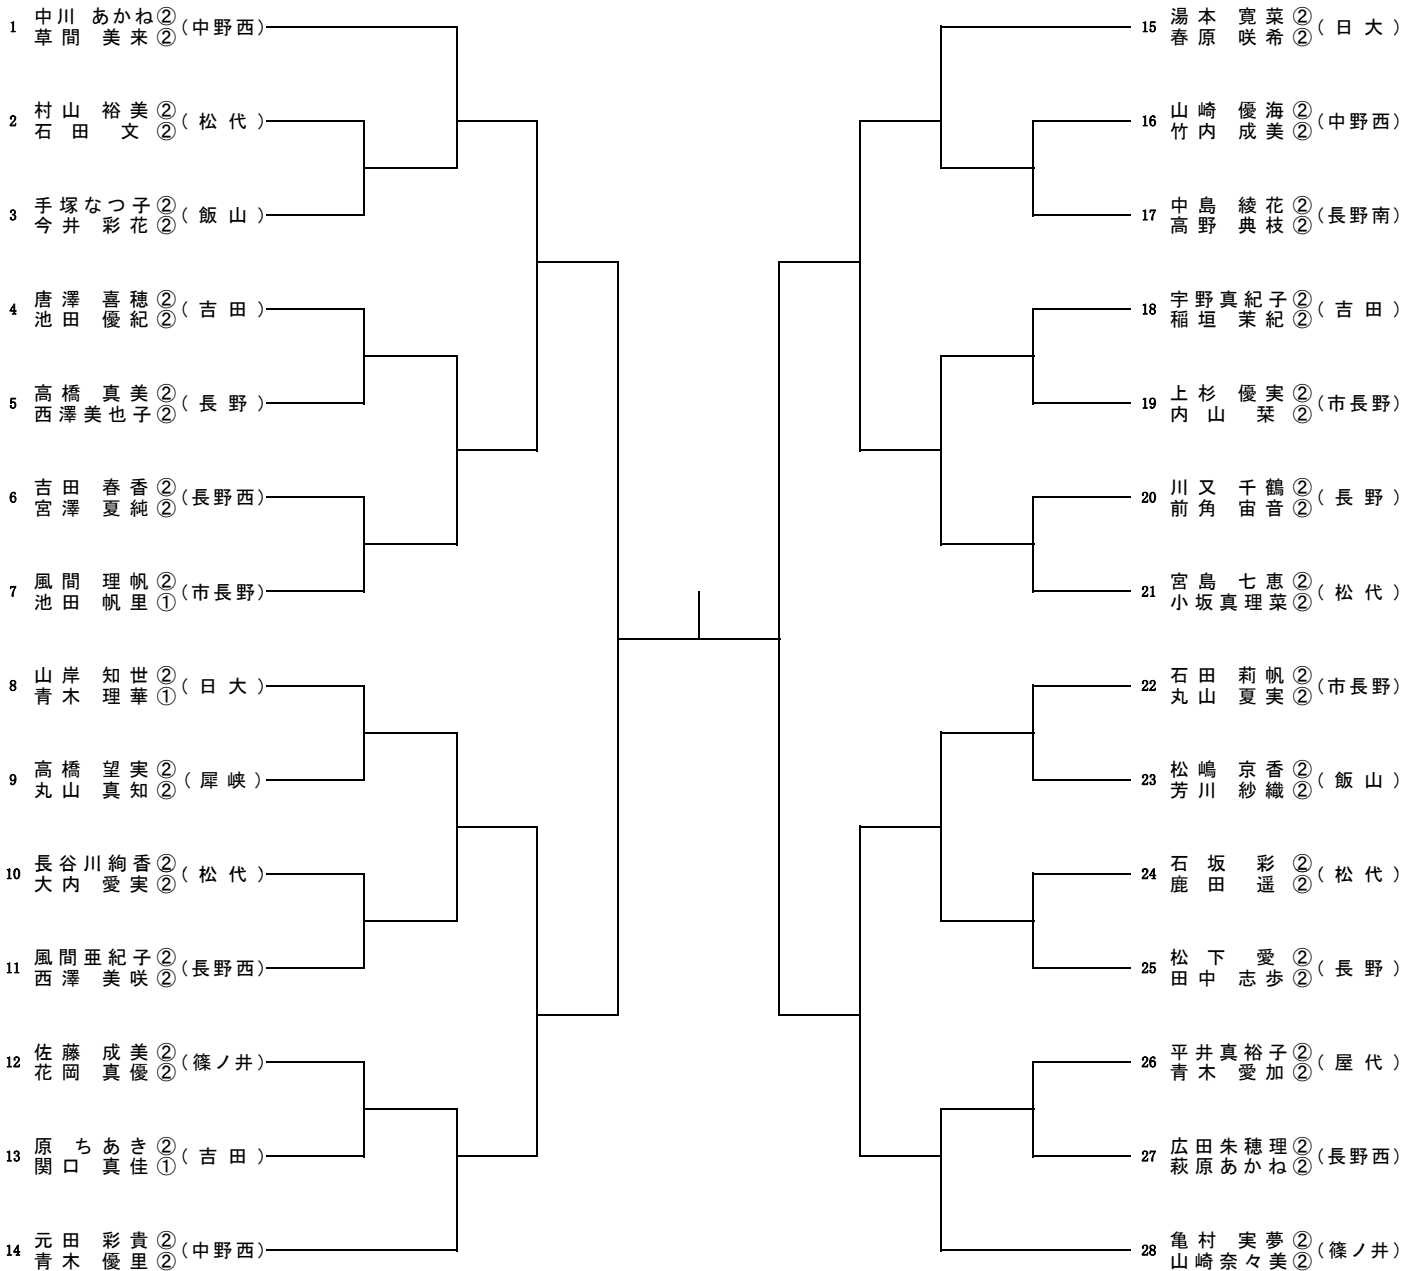 1 中川 あかね② (中野西)
草間 美来②
2 村山 裕美② (松代)
石田 文②
3 手塚なつ子② (飯山)
今井 彩花②
4 唐澤 喜穂② (吉田)
池田 優紀②
5 高橋 真美② (長野)
西澤美也子②
6 吉田 春香② (長野西)
宮澤 夏純②
7 風間 理帆② (市長野)
池田 帆里①
8 山岸 知世② (日大)
青木 理華①
9 高橋 望実② (犀峡)
丸山 真知②
10 長谷川絢香② (松代)
大内 愛実②
11 風間亜紀子② (長野西)
西澤 美咲②
12 佐藤 成美② (篠ノ井)
花岡 真優②
13 原 ちあき② (吉田)
関口 真佳①
14 元田 彩貴② (中野西)
青木 優里②
15 湯本 寛菜② (日大)
春原 咲希②
16 山崎 優海② (中野西)
竹内 成美②
17 中島 綾花② (長野南)
高野 典枝②
18 宇野真紀子② (吉田)
稲垣 茉紀②
19 上杉 優実② (市長野)
内山 栞②
20 川又 千鶴② (長野)
前角 宙音②
21 宮島 七恵② (松代)
小坂真理菜②
22 石田 莉帆② (市長野)
丸山 夏実②
23 松嶋 京香② (飯山)
芳川 紗織②
24 石坂 彩② (松代)
鹿田 遥②
25 松下 愛② (長野)
田中 志歩②
26 平井真裕子② (屋代)
青木 愛加②
27 広田朱穂理② (長野西)
萩原あかね②
28 亀村 実夢② (篠ノ井)
山崎奈々美②